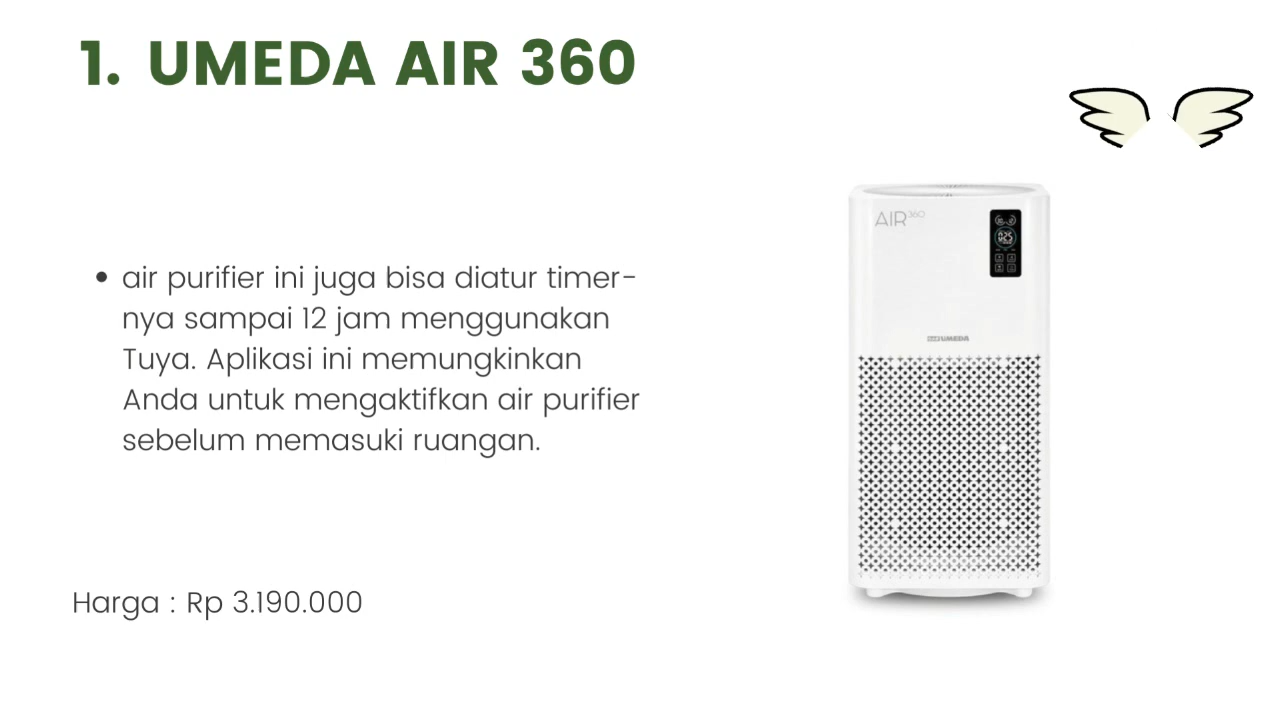 1. UMEDA AIR 360
air purifier ini juga bisa diatur timer-
nya sampai 12 jam menggunakan
Tuya. Aplikasi ini memungkinkan
Anda untuk mengaktifkan air purifier
sebelum memasuki ruangan.
Harga : Rp 3.190.000
AIR360
025
UMEDA